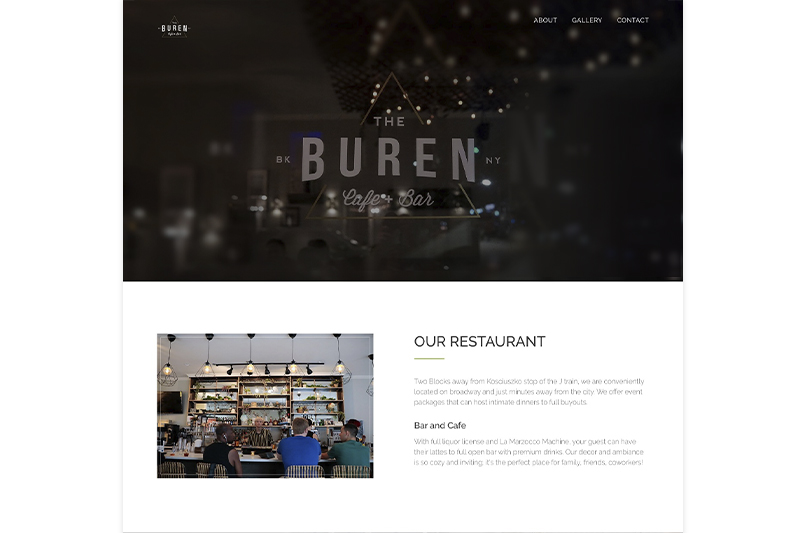 THE
BUREN
Cafe + Bar
ABOUT GALLERY CONTACT
THE
BK BUREN NY
Cafe + Bar
OUR RESTAURANT
Two Blocks away from Kosciuszko stop of the J train, we are conveniently
located on broadway and just minutes away from the city. We offer event
packages that can host intimate dinners to full buyouts.
Bar and Cafe
With full liquor license and La Marzocco Machine, your guest can have
their lattes to full open bar with premium drinks. Our decor and ambiance
is so cozy and inviting; it's the perfect place for family, friends, coworkers!